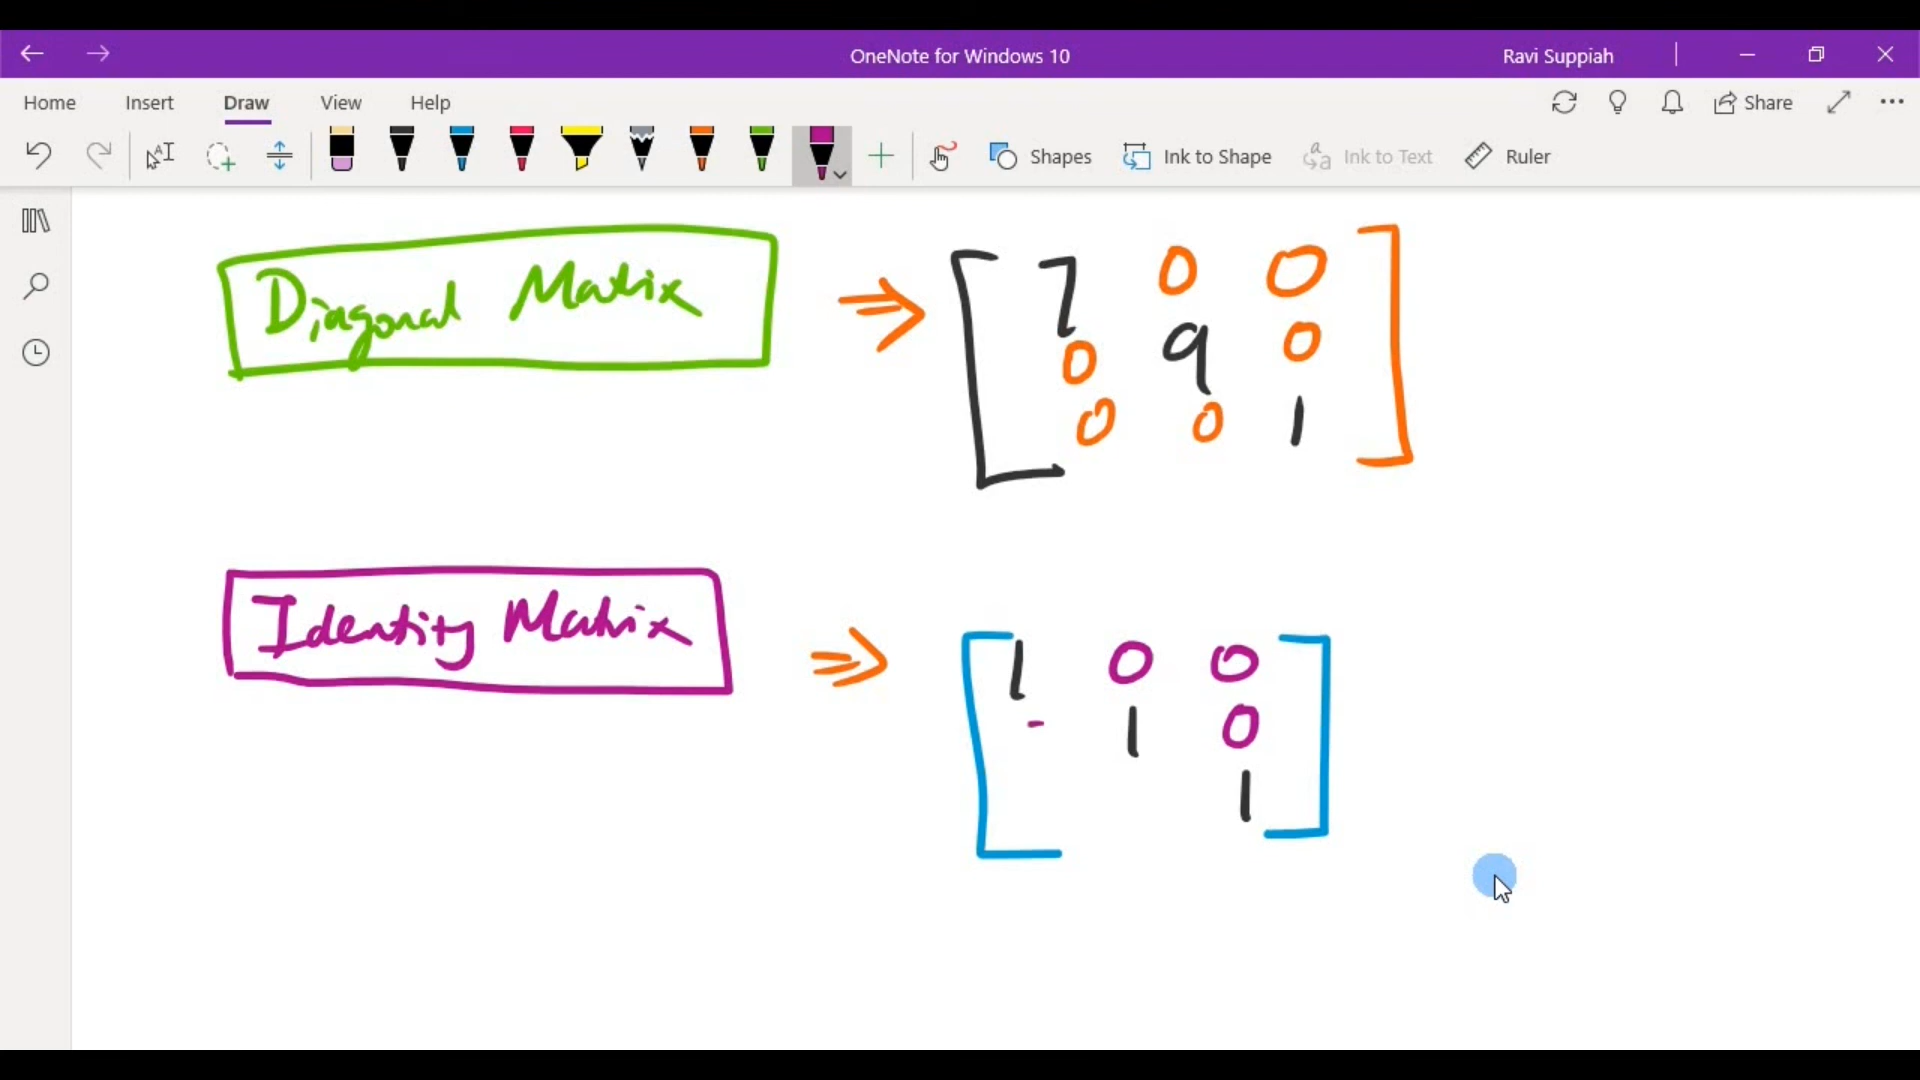 OneNote for Windows 10
Ravi Suppiah
Home Insert Draw View Help
Share
Shapes Ink to Shape Ink to Text Ruler
Diagonal Matrix ⇒
7 0 0
0 9 0
0 0 1
Identity Matrix ⇒
1 0 0
- 1 0
1